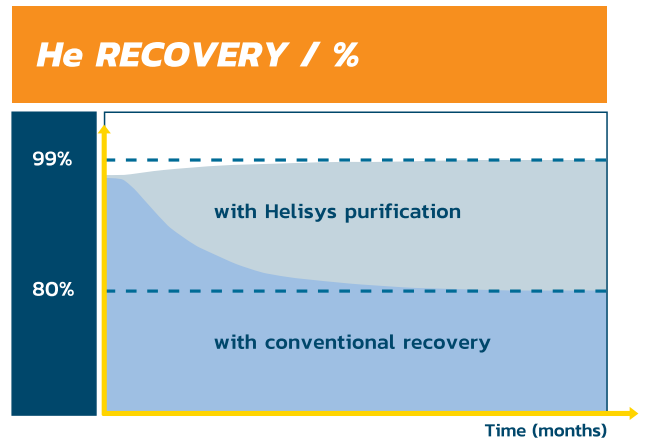 He RECOVERY / %
99%
with Helisys purification
80%
with conventional recovery
Time (months)